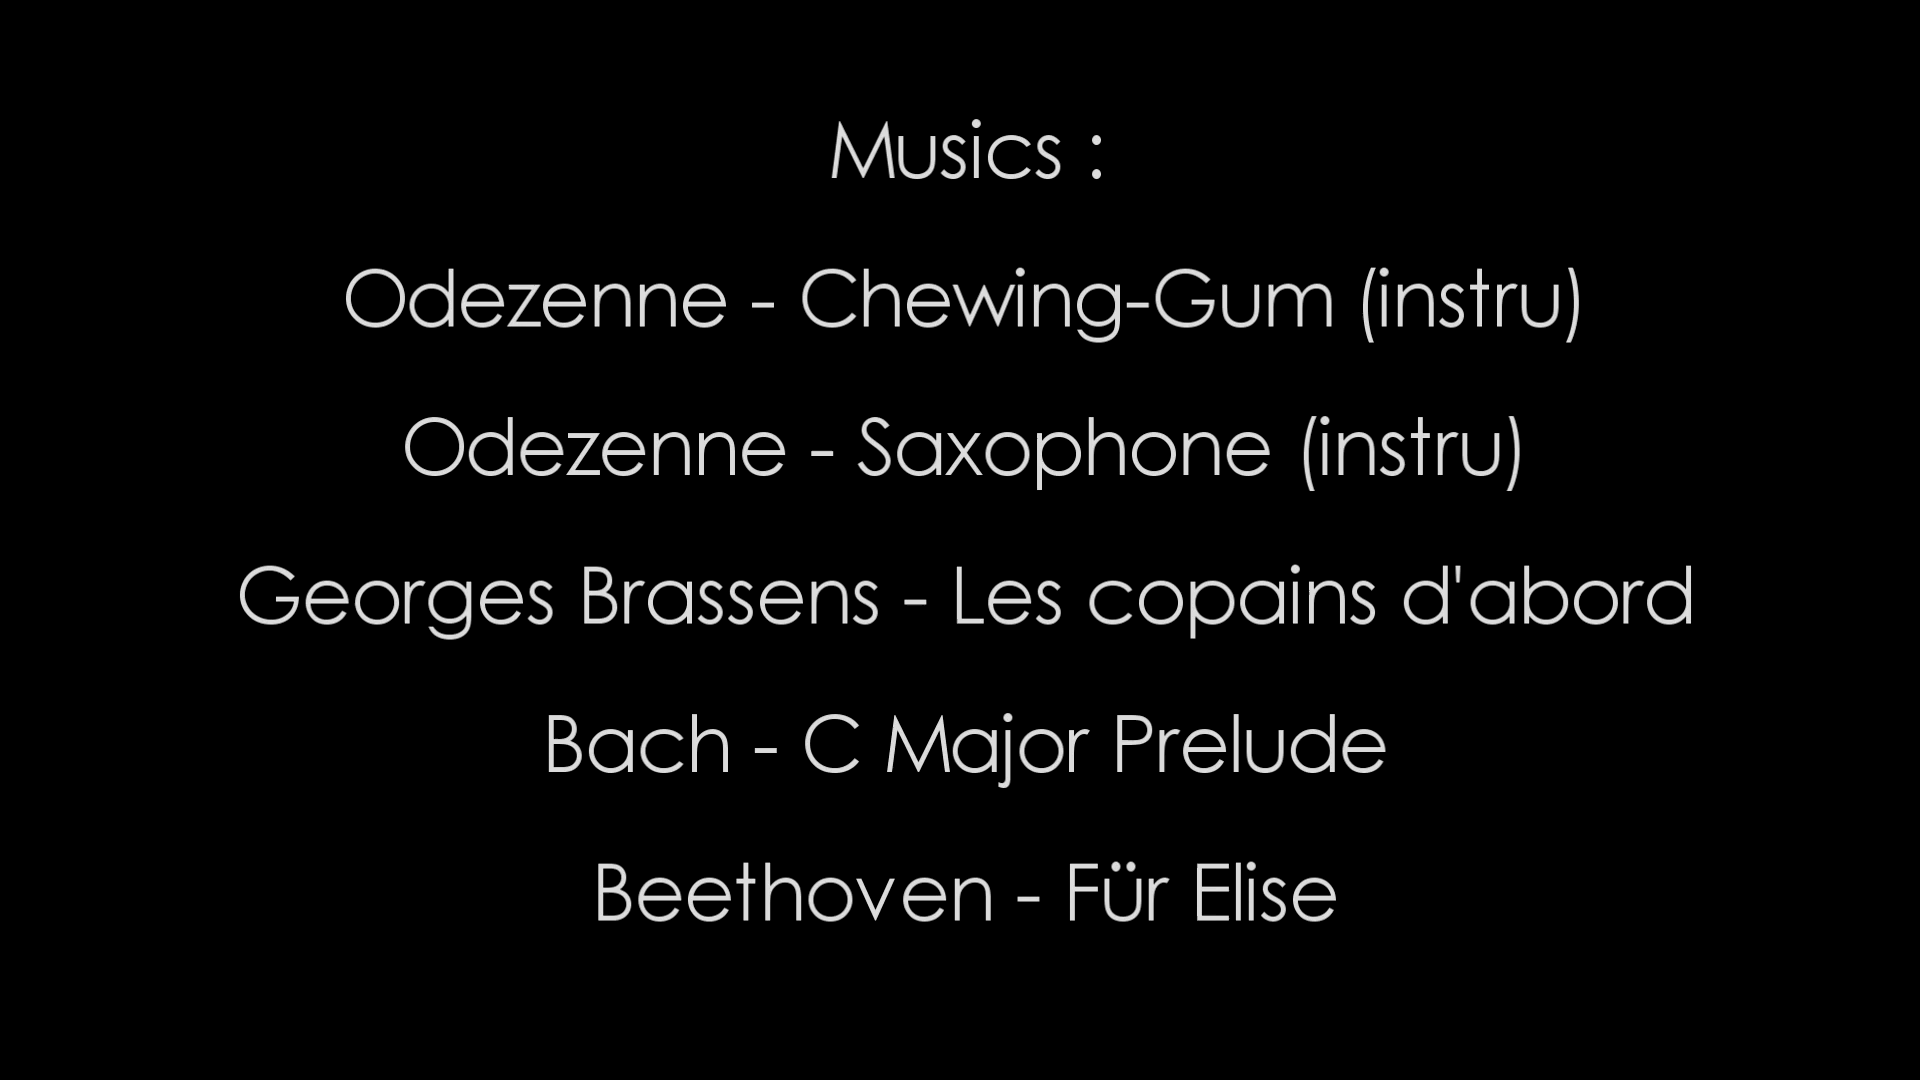 Musics :
Odezenne - Chewing-Gum (instru)
Odezenne - Saxophone (instru)
Georges Brassens - Les copains d'abord
Bach - C Major Prelude
Beethoven - Für Elise